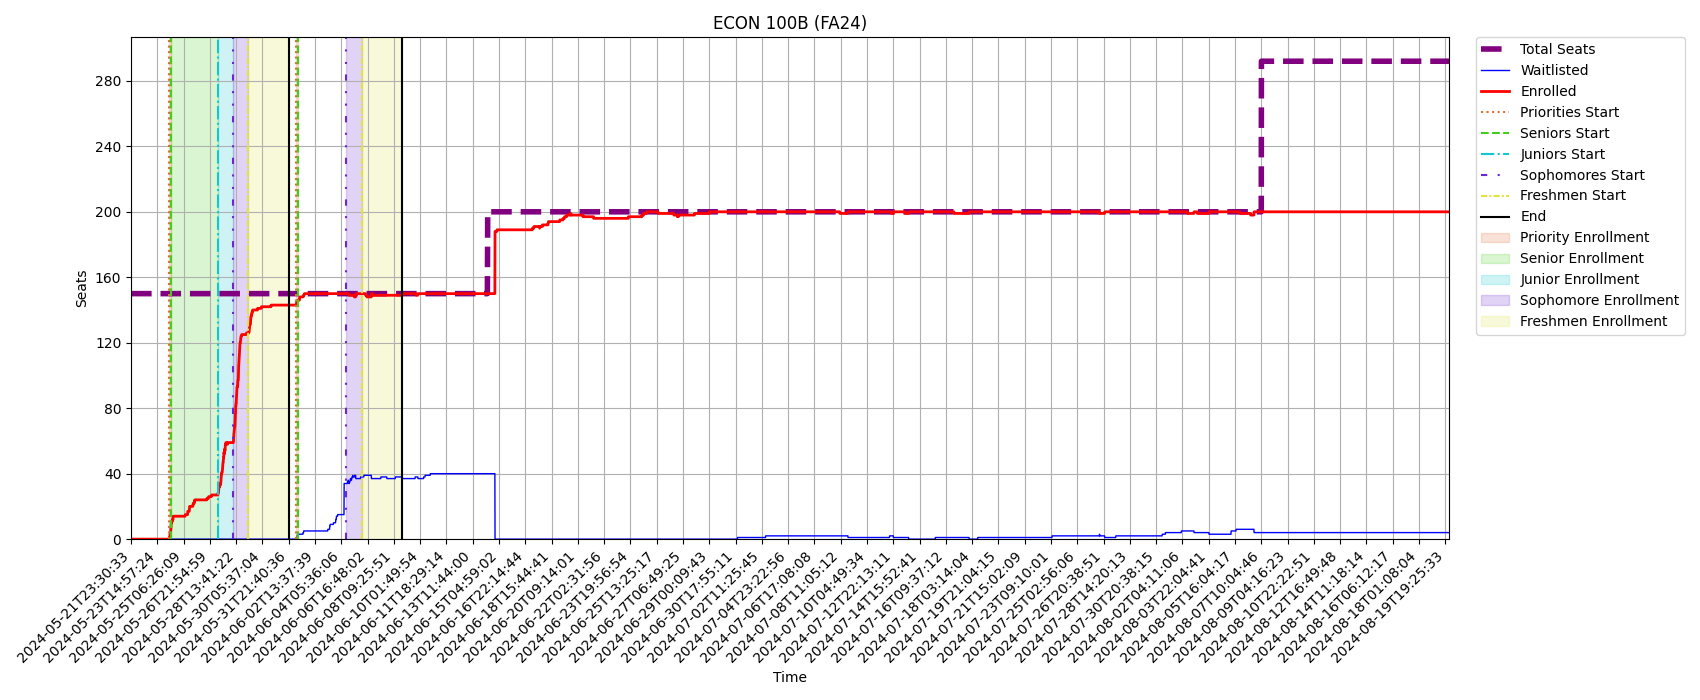 ECON 100B (FA24)
Seats
280
240
200
160
120
80
40
0
2024-05-21T23:30:33
2024-05-23T14:57:24
2024-05-25T06:26:09
2024-05-26T21:54:59
2024-05-28T13:41:22
2024-05-30T05:37:04
2024-05-31T21:40:36
2024-06-02T13:37:39
2024-06-04T05:36:06
2024-06-06T16:48:02
2024-06-08T09:25:51
2024-06-10T01:49:54
2024-06-11T18:29:14
2024-06-13T11:44:00
2024-06-15T04:59:02
2024-06-16T22:14:44
2024-06-18T15:44:41
2024-06-20T09:14:01
2024-06-22T02:31:56
2024-06-23T19:56:54
2024-06-25T13:25:17
2024-06-27T06:49:25
2024-06-29T00:09:43
2024-06-30T17:55:11
2024-07-02T11:25:45
2024-07-04T23:22:56
2024-07-06T17:08:08
2024-07-08T11:05:12
2024-07-10T04:49:34
2024-07-12T22:13:11
2024-07-14T15:52:41
2024-07-16T09:37:12
2024-07-18T03:14:04
2024-07-19T21:04:15
2024-07-21T15:02:09
2024-07-23T09:10:01
2024-07-25T02:56:06
2024-07-26T20:38:51
2024-07-28T14:20:13
2024-07-30T20:38:15
2024-08-02T04:11:06
2024-08-03T22:04:41
2024-08-05T16:04:17
2024-08-07T10:04:46
2024-08-09T04:16:23
2024-08-10T22:22:51
2024-08-12T16:49:48
2024-08-14T11:18:14
2024-08-16T06:12:17
2024-08-18T01:08:04
2024-08-19T19:25:33
Time
Total Seats
Waitlisted
Enrolled
Priorities Start
Seniors Start
Juniors Start
Sophomores Start
Freshmen Start
End
Priority Enrollment
Senior Enrollment
Junior Enrollment
Sophomore Enrollment
Freshmen Enrollment